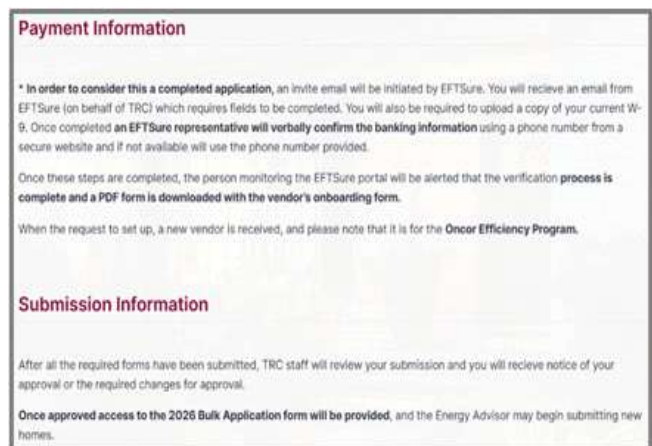 Payment Information
* In order to consider this a completed application, an invite email will be initiated by EFTSure. You will recieve an email from
EFTSure (on behalf of TRC) which requires fields to be completed. You will also be required to upload a copy of your current W-
9. Once completed an EFTSure representative will verbally confirm the banking information using a phone number from a
secure website and if not available will use the phone number provided.
Once these steps are completed, the person monitoring the EFTSure portal will be alerted that the verification process is
complete and a PDF form is downloaded with the vendor's onboarding form.
When the request to set up, a new vendor is received, and please note that it is for the Oncor Efficiency Program.
Submission Information
After all the required forms have been submitted, TRC staff will review your submission and you will recieve notice of your
approval or the required changes for approval.
Once approved access to the 2026 Bulk Application form will be provided, and the Energy Advisor may begin submitting new
homes.